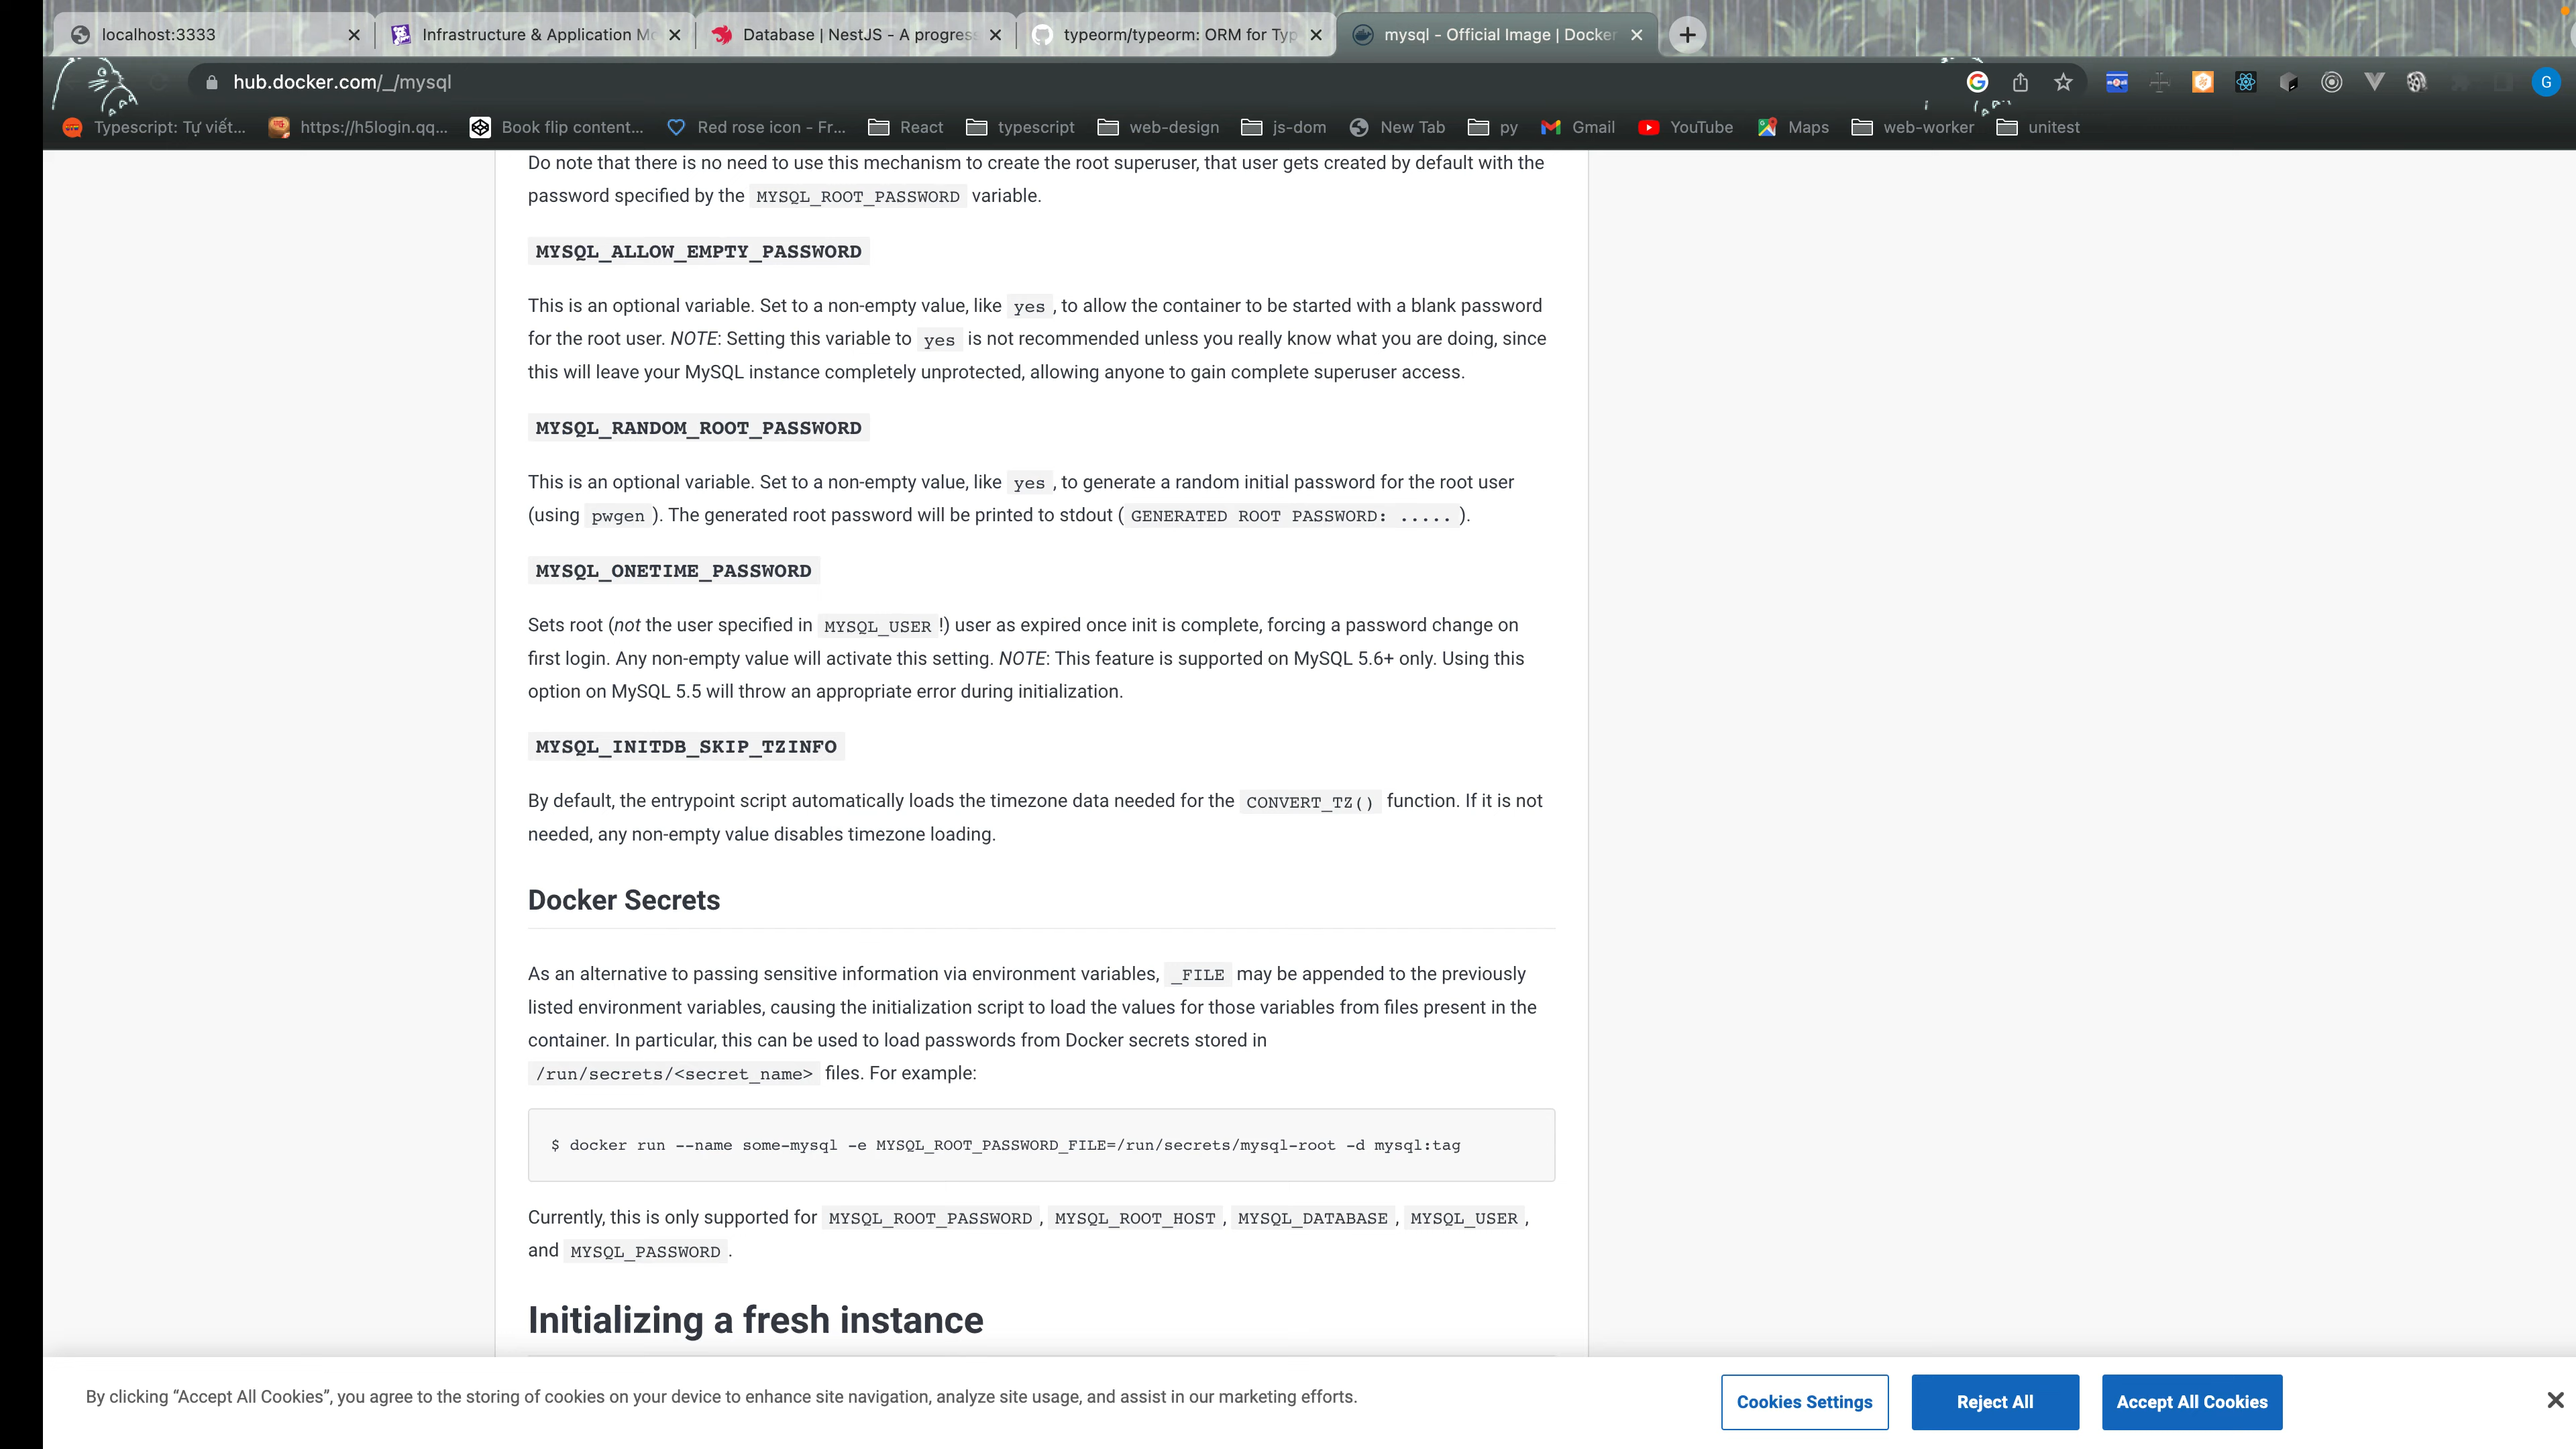 localhost:3333
Infrastructure & Application Mo
Database | NestJS - A progress
typeorm/typeorm: ORM for Typ
mysql - Official Image | Docker
hub.docker.com/_/mysql
G
Typescript: Tự viết...
https://h5login.qq...
Book flip content...
Red rose icon - Fr...
React
typescript
web-design
js-dom
New Tab
py
Gmail
YouTube
Maps
web-worker
unitest
Do note that there is no need to use this mechanism to create the root superuser, that user gets created by default with the
password specified by the MYSQL_ROOT_PASSWORD variable.
MYSQL_ALLOW_EMPTY_PASSWORD
This is an optional variable. Set to a non-empty value, like yes , to allow the container to be started with a blank password
for the root user. NOTE: Setting this variable to yes is not recommended unless you really know what you are doing, since
this will leave your MySQL instance completely unprotected, allowing anyone to gain complete superuser access.
MYSQL_RANDOM_ROOT_PASSWORD
This is an optional variable. Set to a non-empty value, like yes , to generate a random initial password for the root user
(using pwgen ). The generated root password will be printed to stdout ( GENERATED ROOT PASSWORD: ..... ).
MYSQL_ONETIME_PASSWORD
Sets root (not the user specified in MYSQL_USER !) user as expired once init is complete, forcing a password change on
first login. Any non-empty value will activate this setting. NOTE: This feature is supported on MySQL 5.6+ only. Using this
option on MySQL 5.5 will throw an appropriate error during initialization.
MYSQL_INITDB_SKIP_TZINFO
By default, the entrypoint script automatically loads the timezone data needed for the CONVERT_TZ() function. If it is not
needed, any non-empty value disables timezone loading.
Docker Secrets
As an alternative to passing sensitive information via environment variables, _FILE may be appended to the previously
listed environment variables, causing the initialization script to load the values for those variables from files present in the
container. In particular, this can be used to load passwords from Docker secrets stored in
/run/secrets/<secret_name> files. For example:
$ docker run --name some-mysql -e MYSQL_ROOT_PASSWORD_FILE=/run/secrets/mysql-root -d mysql:tag
Currently, this is only supported for MYSQL_ROOT_PASSWORD , MYSQL_ROOT_HOST , MYSQL_DATABASE , MYSQL_USER ,
and MYSQL_PASSWORD .
Initializing a fresh instance
By clicking “Accept All Cookies”, you agree to the storing of cookies on your device to enhance site navigation, analyze site usage, and assist in our marketing efforts.
Cookies Settings
Reject All
Accept All Cookies